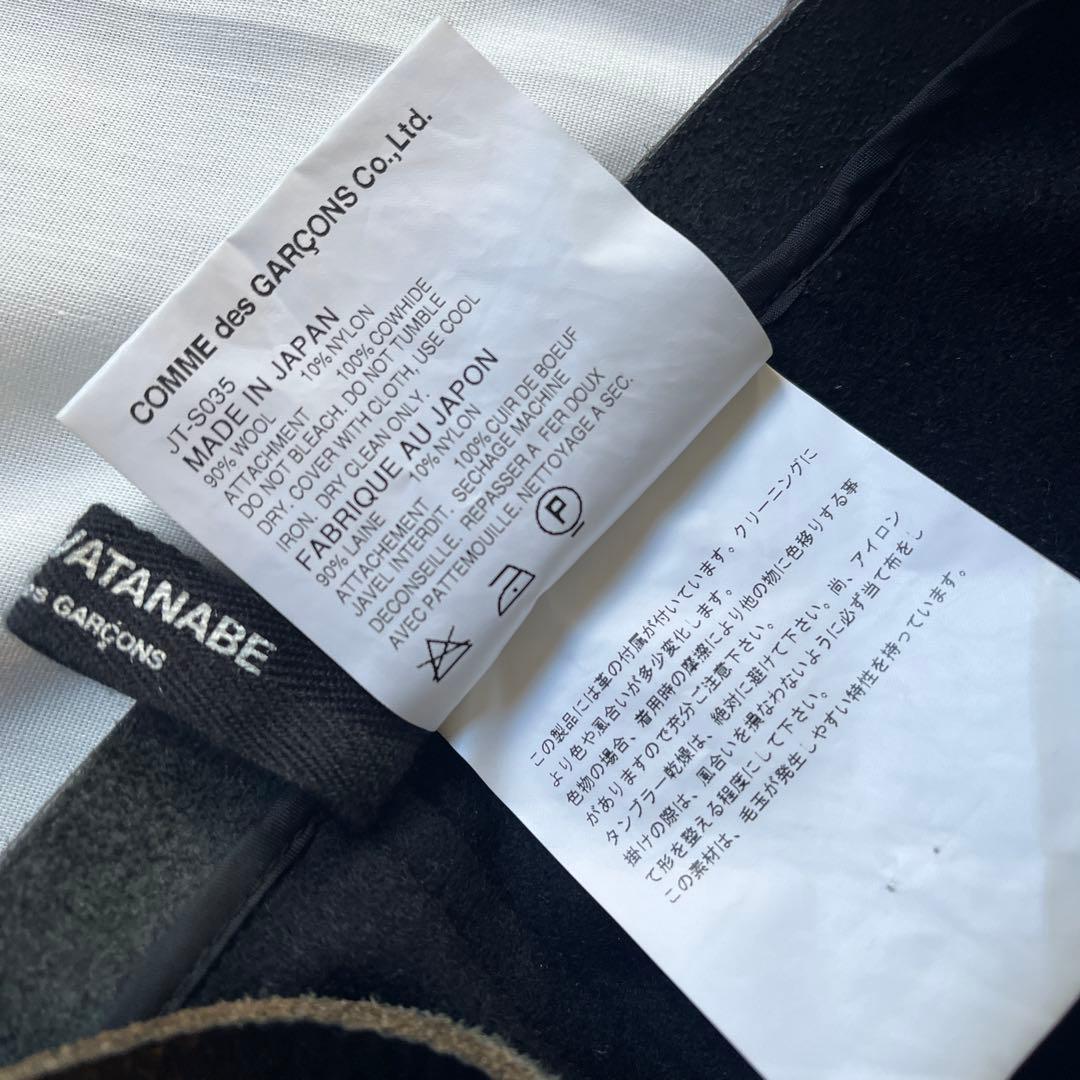 COMME des GARÇONS Co.,Ltd.
JT-S035
MADE IN JAPAN
90% WOOL 10% NYLON
ATTACHMENT 100% COWHIDE
DO NOT BLEACH. DO NOT TUMBLE
DRY. COVER WITH CLOTH, USE COOL
IRON. DRY CLEAN ONLY.
FABRIQUE AU JAPON
90% LAINE 10% NYLON
ATTACHEMENT 100% CUIR DE BOEUF
JAVEL INTERDIT. SECHAGE MACHINE
DECONSEILLE. REPASSER A FER DOUX
AVEC PATTEMOUILLE. NETTOYAGE A SEC.
P
WATANABE
es GARÇONS
この製品には革の付属が付いています。クリーニングに
より色や風合いが多少変化します。
色物の場合、着用時の摩擦により他の物に色移りする事
がありますので充分ご注意下さい。
タンブラー乾燥は、絶対に避けて下さい。尚、アイロン
掛けの際は、風合いを損なわないように必ず当て布をし
て形を整える程度にして下さい。
この素材は、毛玉が発生しやすい特性を持っています。